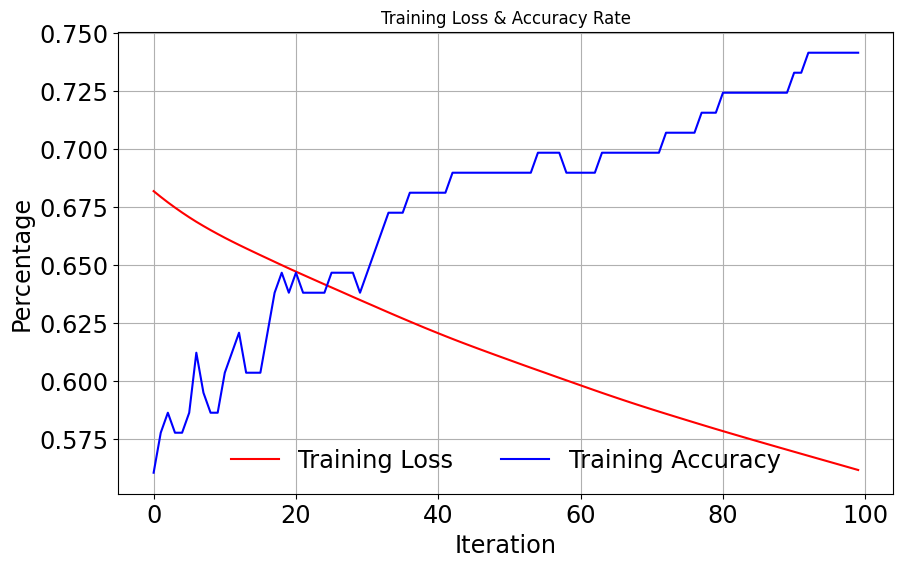 Training Loss & Accuracy Rate
0.750
0.725
0.700
0.675
0.650
0.625
0.600
0.575
Percentage
Training Loss Training Accuracy
0 20 40 60 80 100
Iteration